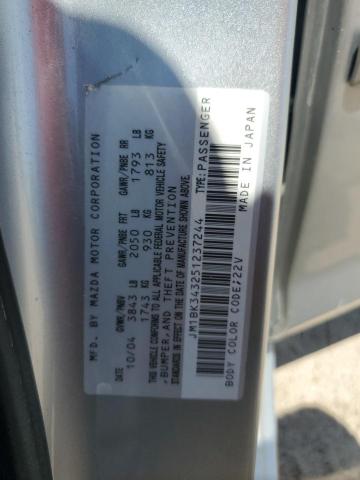 MFD. BY MAZDA MOTOR CORPORATION
DATE GVWR/PNBV GAWR/PNBE FRT GAWR/PNBE RR
10/04 3843 LB 2050 LB 1793 LB
1743 KG 930 KG 813 KG
THIS VEHICLE CONFORMS TO ALL APPLICABLE FEDERAL MOTOR VEHICLE SAFETY
,BUMPER,AND THEFT PREVENTION
STANDARDS IN EFFECT ON THE DATE OF MANUFACTURE SHOWN ABOVE.
JM1BK343251237244 TYPE:PASSENGER
BODY COLOR CODE;22V MADE IN JAPAN